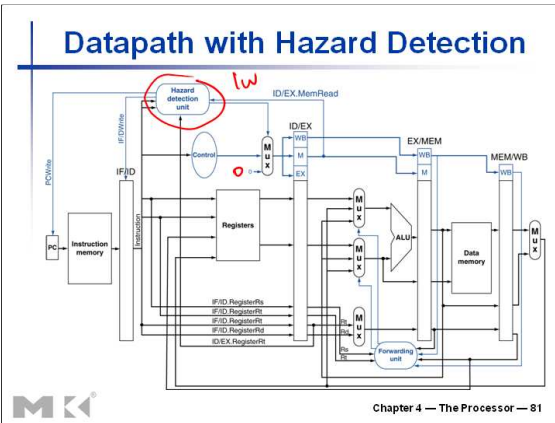 Datapath with Hazard Detection
lw
Hazard
detection
unit
ID/EX.MemRead
ID/EX
EX/MEM
MEM/WB
IF/ID
IF/DWrite
PCWrite
Control
0
0
M
u
x
WB
M
EX
WB
M
WB
PC
Instruction
memory
Instruction
Registers
M
u
x
M
u
x
ALU
Data
memory
M
u
x
IF/ID.RegisterRs
IF/ID.RegisterRt
IF/ID.RegisterRt
IF/ID.RegisterRd
ID/EX.RegisterRt
Rt
Rd
M
u
x
Rs
Rt
Forwarding
unit
MK
Chapter 4 — The Processor — 81